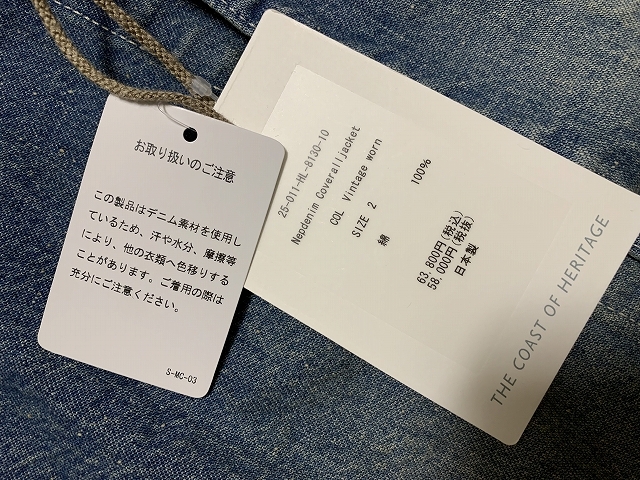 お取り扱いのご注意
この製品はデニム素材を使用し
ているため、汗や水分、摩擦等
により、他の衣類へ色移りする
ことがあります。ご着用の際は
充分にご注意ください。
S-MC-03
25-011-HL-8130-10
Nepdenim Coveralljacket
COL Vintage worn
SIZE 2
綿 100%
63,800円(税込)
58,000円(税抜)
日本製
THE COAST OF HERITAGE